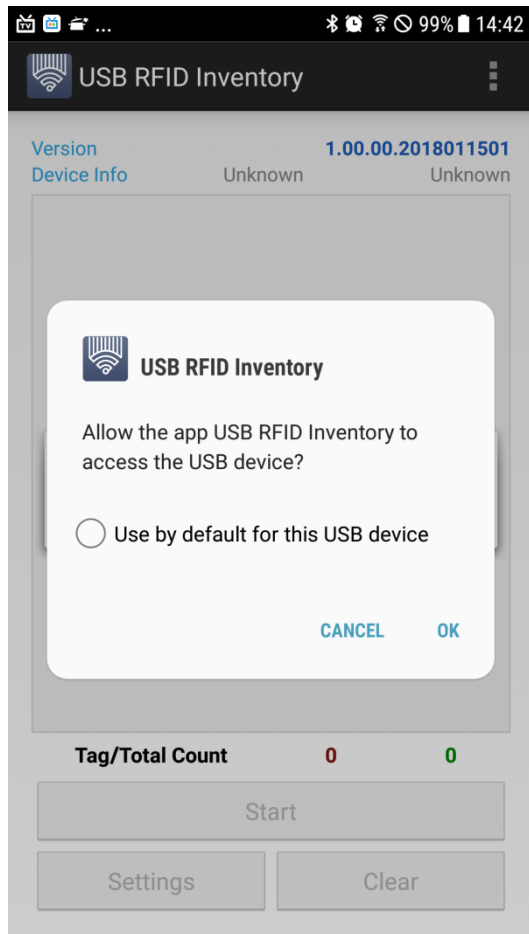 ... 99% 14:42
USB RFID Inventory
Version 1.00.00.2018011501
Device Info Unknown Unknown
USB RFID Inventory
Allow the app USB RFID Inventory to
access the USB device?
Use by default for this USB device
CANCEL OK
Tag/Total Count 0 0
Start
Settings Clear